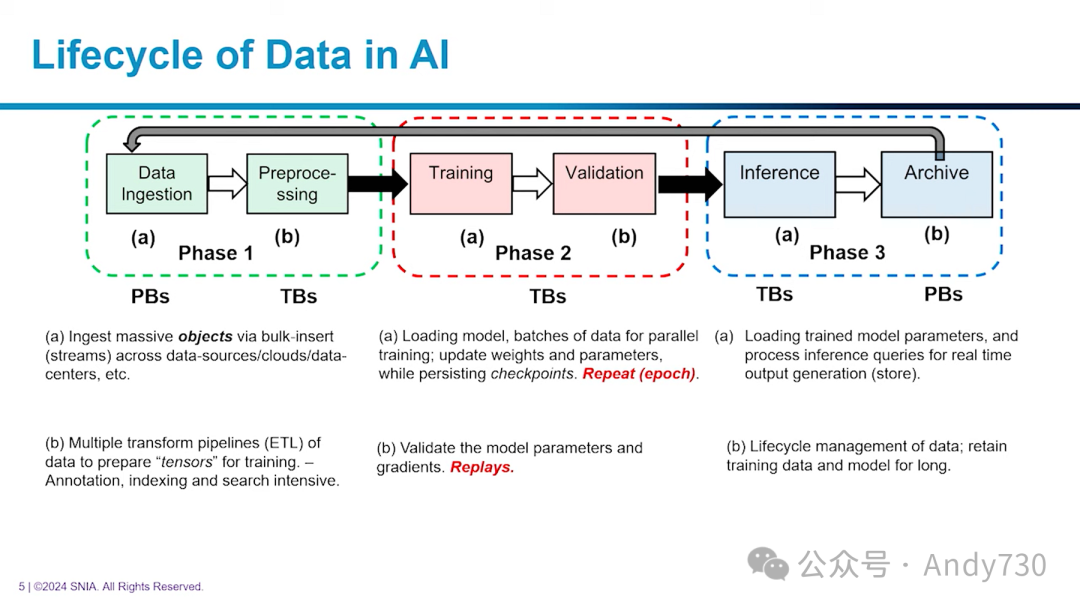 Lifecycle of Data in AI
Data
Ingestion
Preproce-
ssing
Training
Validation
Inference
Archive
(a)
(b)
Phase 1
(a)
(b)
Phase 2
(a)
(b)
Phase 3
PBs
TBs
TBs
TBs
PBs
(a) Ingest massive objects via bulk-insert
(streams) across data-sources/clouds/data-
centers, etc.
(a) Loading model, batches of data for parallel
training; update weights and parameters,
while persisting checkpoints. Repeat (epoch).
(a) Loading trained model parameters, and
process inference queries for real time
output generation (store).
(b) Multiple transform pipelines (ETL) of
data to prepare “tensors” for training. –
Annotation, indexing and search intensive.
(b) Validate the model parameters and
gradients. Replays.
(b) Lifecycle management of data; retain
training data and model for long.
公众号 · Andy730
5 | ©2024 SNIA. All Rights Reserved.